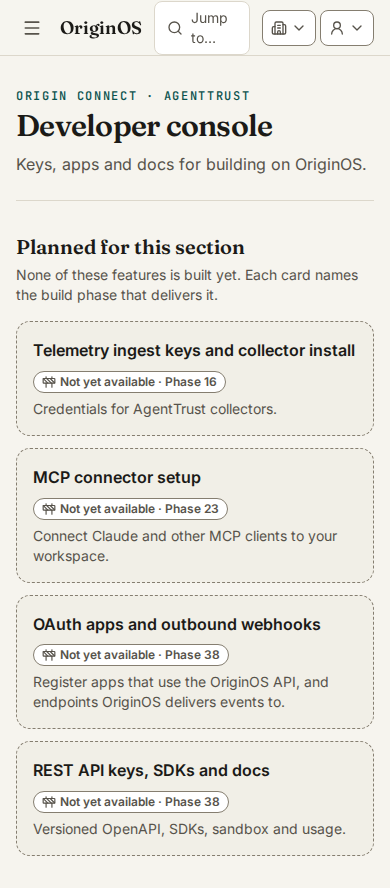 OriginOS
Jump
to...
ORIGIN CONNECT · AGENTTRUST
Developer console
Keys, apps and docs for building on OriginOS.
Planned for this section
None of these features is built yet. Each card names
the build phase that delivers it.
Telemetry ingest keys and collector install
Not yet available · Phase 16
Credentials for AgentTrust collectors.
MCP connector setup
Not yet available · Phase 23
Connect Claude and other MCP clients to your
workspace.
OAuth apps and outbound webhooks
Not yet available · Phase 38
Register apps that use the OriginOS API, and
endpoints OriginOS delivers events to.
REST API keys, SDKs and docs
Not yet available · Phase 38
Versioned OpenAPI, SDKs, sandbox and usage.